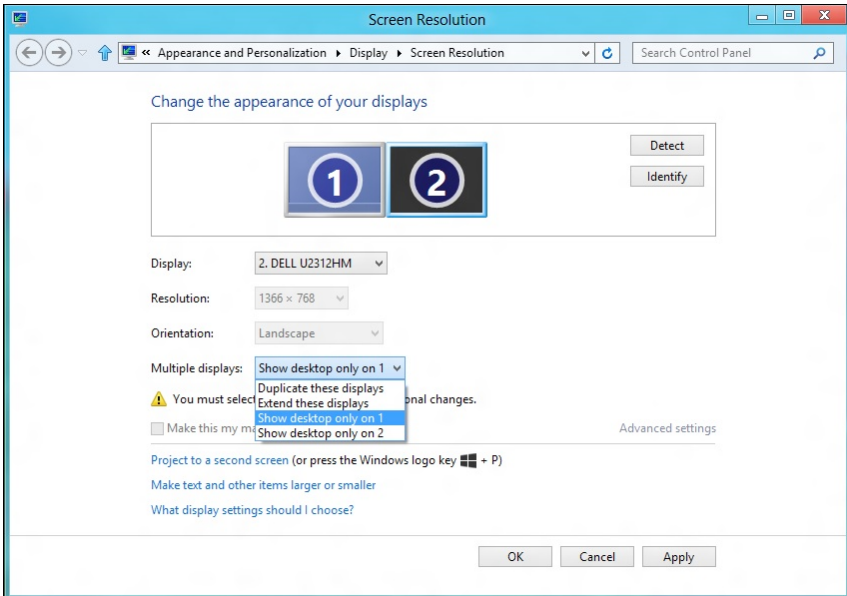 Screen Resolution
« Appearance and Personalization ▸ Display ▸ Screen Resolution
Search Control Panel
Change the appearance of your displays
1 2
Detect
Identify
Display: 2. DELL U2312HM
Resolution: 1366 × 768
Orientation: Landscape
Multiple displays: Show desktop only on 1
Duplicate these displays
You must select onal changes.
Extend these displays
Show desktop only on 1
Make this my ma Advanced settings
Show desktop only on 2
Project to a second screen (or press the Windows logo key + P)
Make text and other items larger or smaller
What display settings should I choose?
OK Cancel Apply